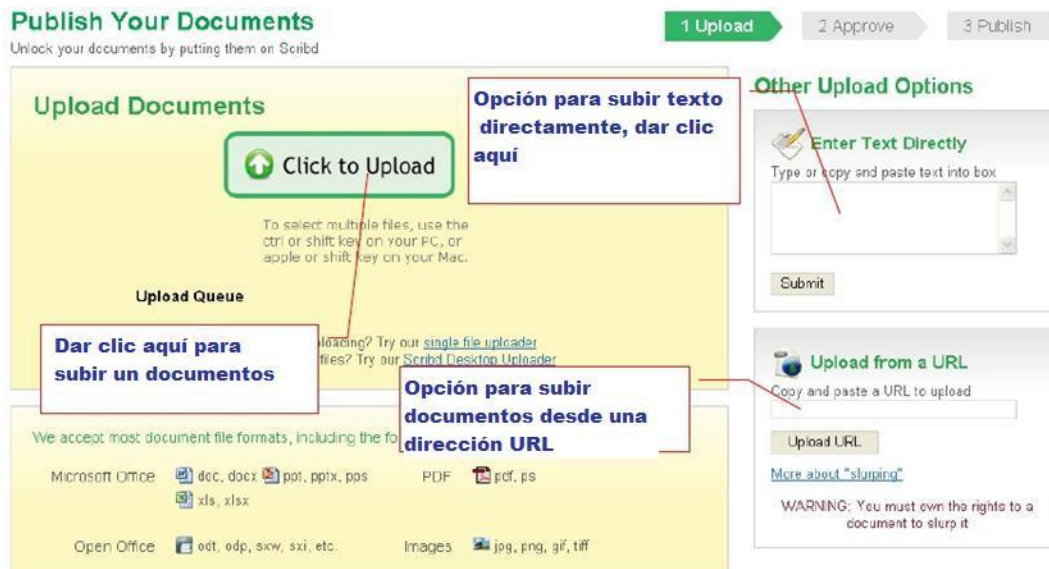 Publish Your Documents
Unlock your documents by putting them on Scribd
1 Upload
2 Approve
3 Publish
Upload Documents
Click to Upload
To select multiple files, use the
ctrl or shift key on your PC, or
apple or shift key on your Mac.
Upload Queue
Opción para subir texto
directamente, dar clic
aquí
Dar clic aquí para
subir un documentos
? Try our single file uploader
files? Try our Scribd Desktop Uploader
Opción para subir
documentos desde una
dirección URL
We accept most document file formats, including the
Microsoft Office
doc, docx ppt, pptx, pps
xls, xlsx
PDF
pdf, ps
Open Office
odt, odp, sxw, sxi, etc.
Images
jpg, png, gif, tiff
Other Upload Options
Enter Text Directly
Type or copy and paste text into box
Submit
Upload from a URL
Copy and paste a URL to upload
Upload URL
More about "slurping"
WARNING: You must own the rights to a
document to slurp it